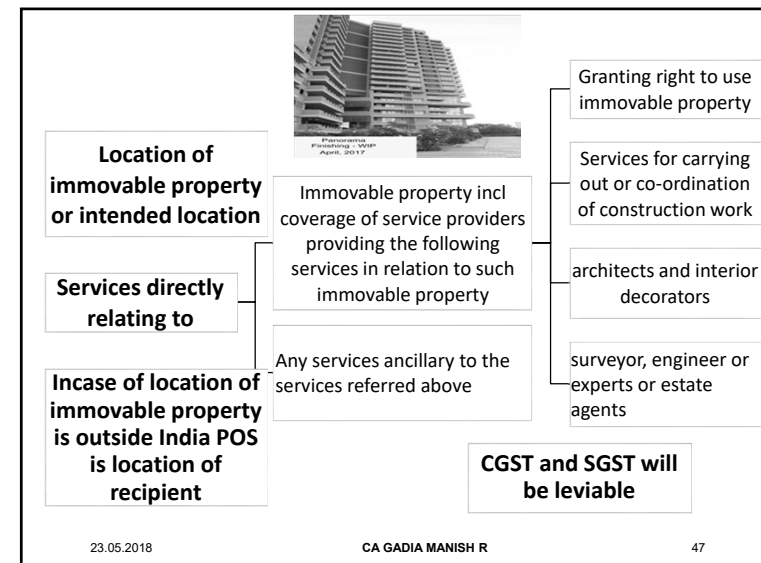 Panorama
Finishing - WIP
April, 2017
Location of
immovable property
or intended location
Services directly
relating to
Incase of location of
immovable property
is outside India POS
is location of
recipient
Immovable property incl
coverage of service providers
providing the following
services in relation to such
immovable property
Any services ancillary to the
services referred above
Granting right to use
immovable property
Services for carrying
out or co-ordination
of construction work
architects and interior
decorators
surveyor, engineer or
experts or estate
agents
CGST and SGST will
be leviable
23.05.2018
CA GADIA MANISH R
47